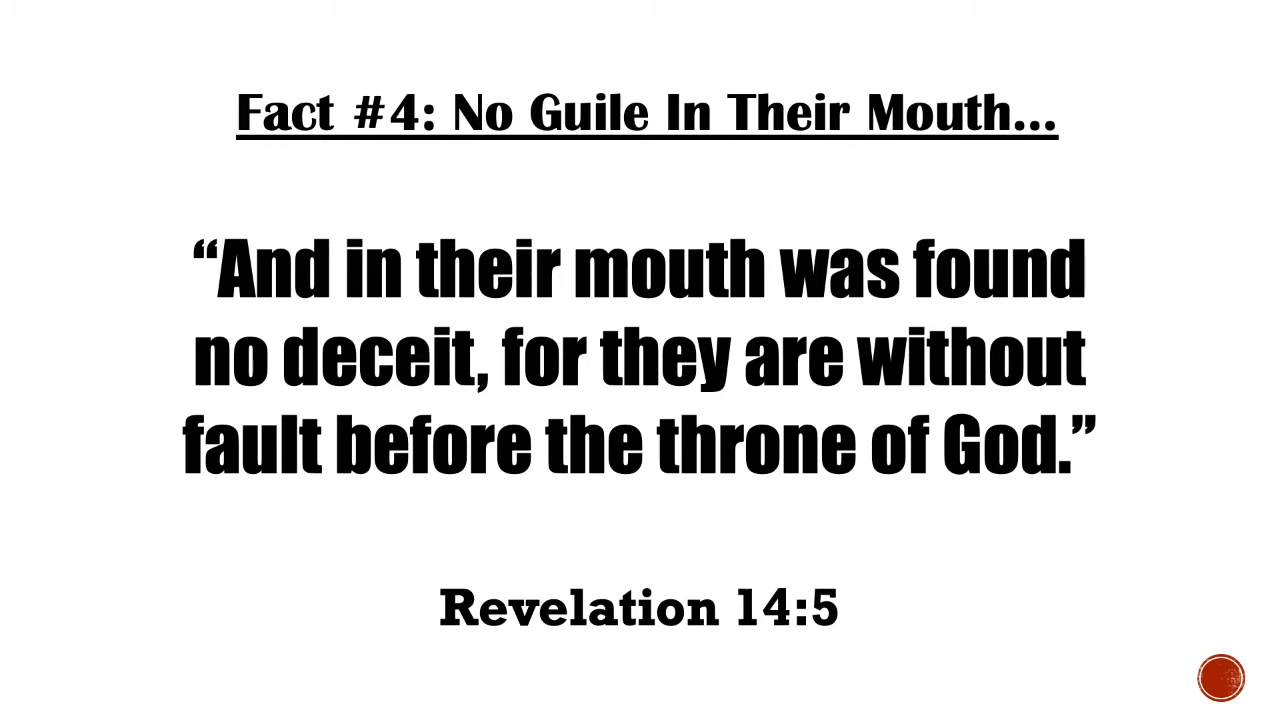 Fact #4: No Guile In Their Mouth...
“And in their mouth was found
no deceit, for they are without
fault before the throne of God.”
Revelation 14:5